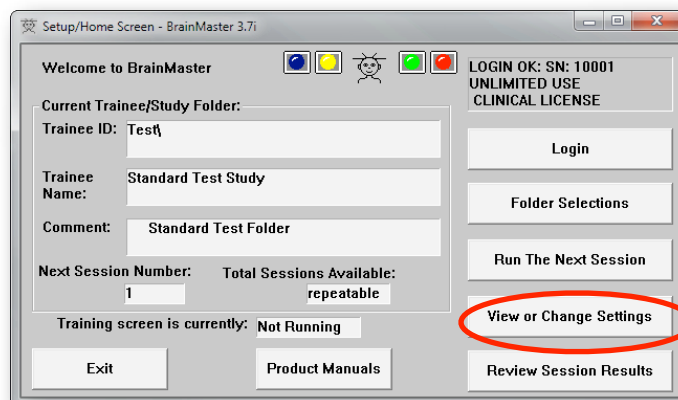 Setup/Home Screen - BrainMaster 3.7i
Welcome to BrainMaster
LOGIN OK: SN: 10001
UNLIMITED USE
CLINICAL LICENSE
Current Trainee/Study Folder:
Trainee ID: Test\
Trainee Name: Standard Test Study
Comment: Standard Test Folder
Next Session Number: 1
Total Sessions Available: repeatable
Training screen is currently: Not Running
Exit
Product Manuals
Login
Folder Selections
Run The Next Session
View or Change Settings
Review Session Results